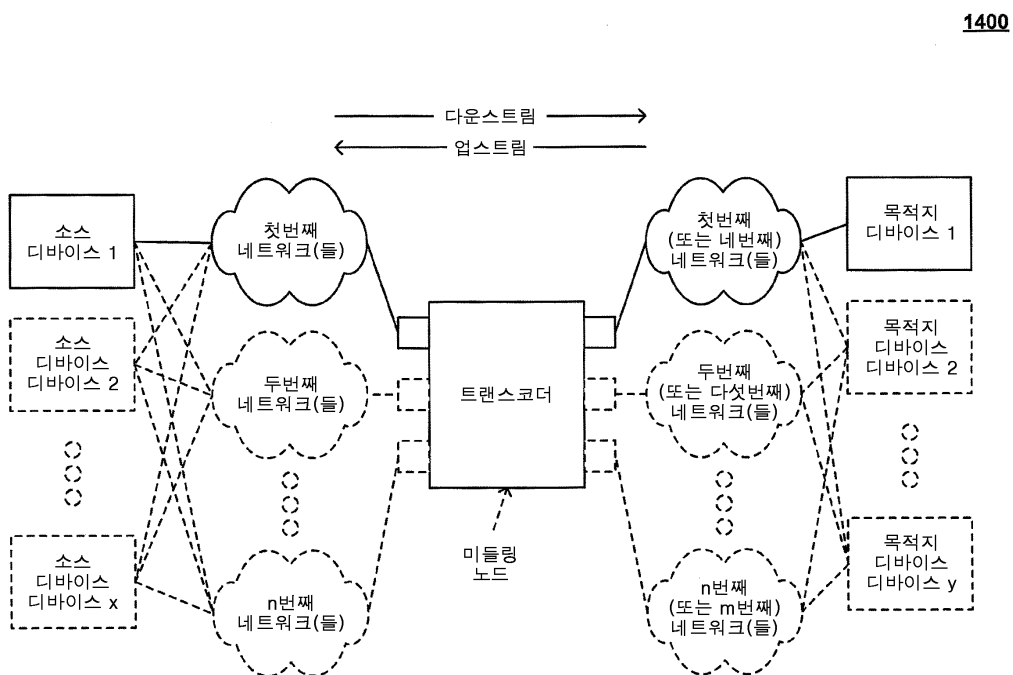 1400
다운스트림
업스트림
소스
디바이스 1
첫번째
네트워크(들)
첫번째
(또는 네번째)
네트워크(들)
목적지
디바이스 1
소스
디바이스
디바이스 2
두번째
네트워크(들)
트랜스코더
두번째
(또는 다섯번째)
네트워크(들)
목적지
디바이스
디바이스 2
소스
디바이스
디바이스 x
n번째
네트워크(들)
미들링
노드
n번째
(또는 m번째)
네트워크(들)
목적지
디바이스
디바이스 y